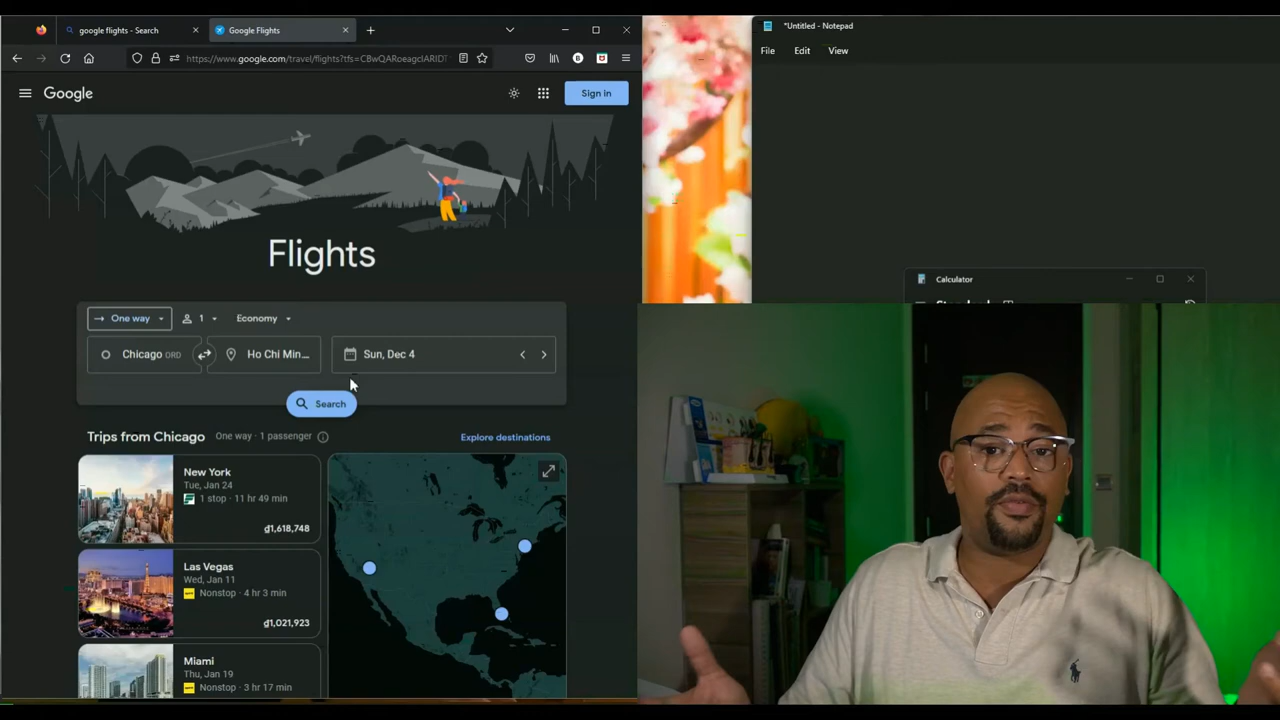 google flights - Search
Google Flights
https://www.google.com/travel/flights?tfs=CBwQARoeagcIARIDT
Google
Sign in
Flights
One way
1
Economy
Chicago ORD
Ho Chi Min...
Sun, Dec 4
Search
Trips from Chicago
One way · 1 passenger
Explore destinations
New York
Tue, Jan 24
1 stop · 11 hr 49 min
₫1,618,748
Las Vegas
Wed, Jan 11
Nonstop · 4 hr 3 min
₫1,021,923
Miami
Thu, Jan 19
Nonstop · 3 hr 17 min
*Untitled - Notepad
File Edit View
Calculator